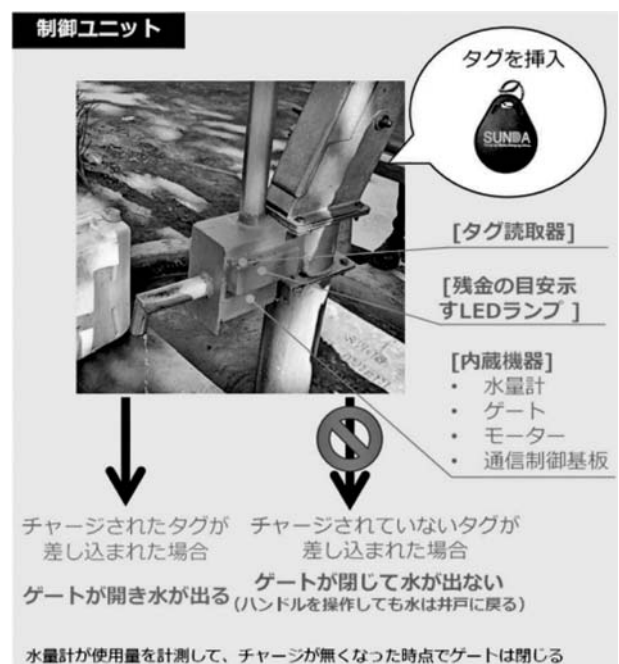 制御ユニット
タグを挿入
SUNDA
[タグ読取器]
[残金の目安示
すLEDランプ ]
[内蔵機器]
• 水量計
• ゲート
• モーター
• 通信制御基板
チャージされたタグが
差し込まれた場合
ゲートが開き水が出る
チャージされていないタグが
差し込まれた場合
ゲートが閉じて水が出ない
(ハンドルを操作しても水は井戸に戻る)
水量計が使用量を計測して、チャージが無くなった時点でゲートは閉じる